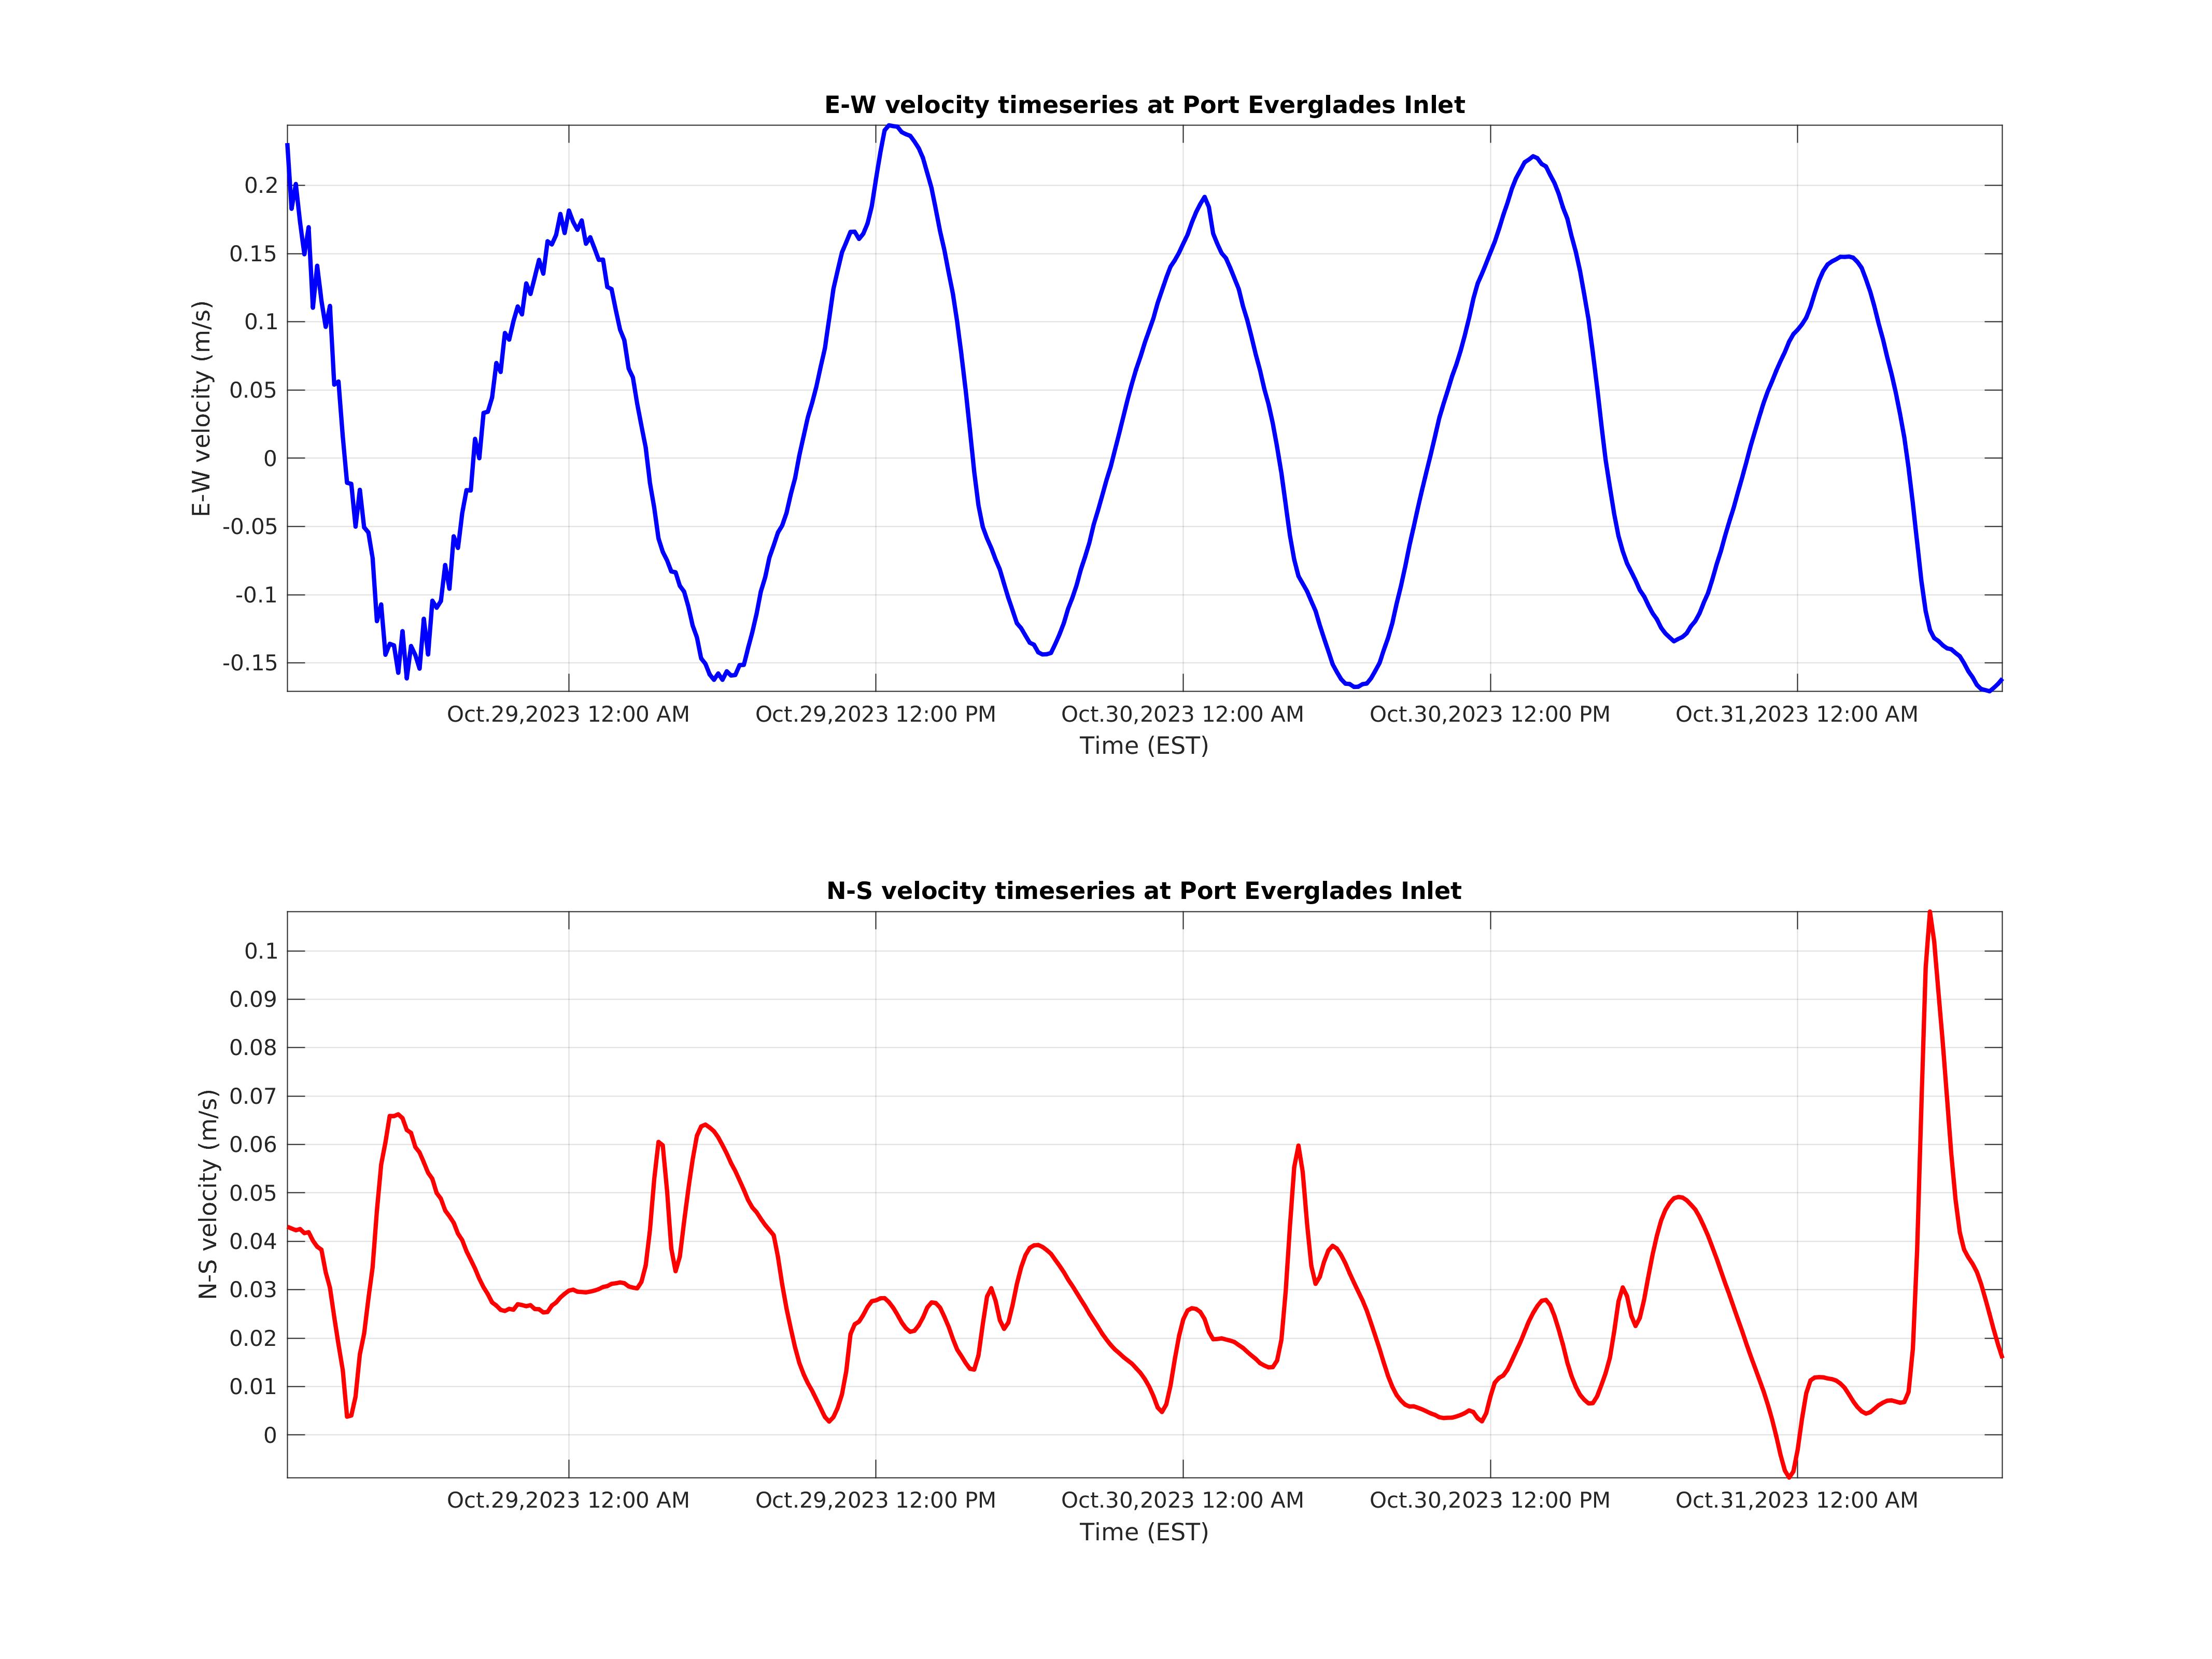 E-W velocity timeseries at Port Everglades Inlet
E-W velocity (m/s)
0.2
0.15
0.1
0.05
0
-0.05
-0.1
-0.15
Oct.29,2023 12:00 AM Oct.29,2023 12:00 PM Oct.30,2023 12:00 AM Oct.30,2023 12:00 PM Oct.31,2023 12:00 AM
Time (EST)
N-S velocity timeseries at Port Everglades Inlet
N-S velocity (m/s)
0.1
0.09
0.08
0.07
0.06
0.05
0.04
0.03
0.02
0.01
0
Oct.29,2023 12:00 AM Oct.29,2023 12:00 PM Oct.30,2023 12:00 AM Oct.30,2023 12:00 PM Oct.31,2023 12:00 AM
Time (EST)